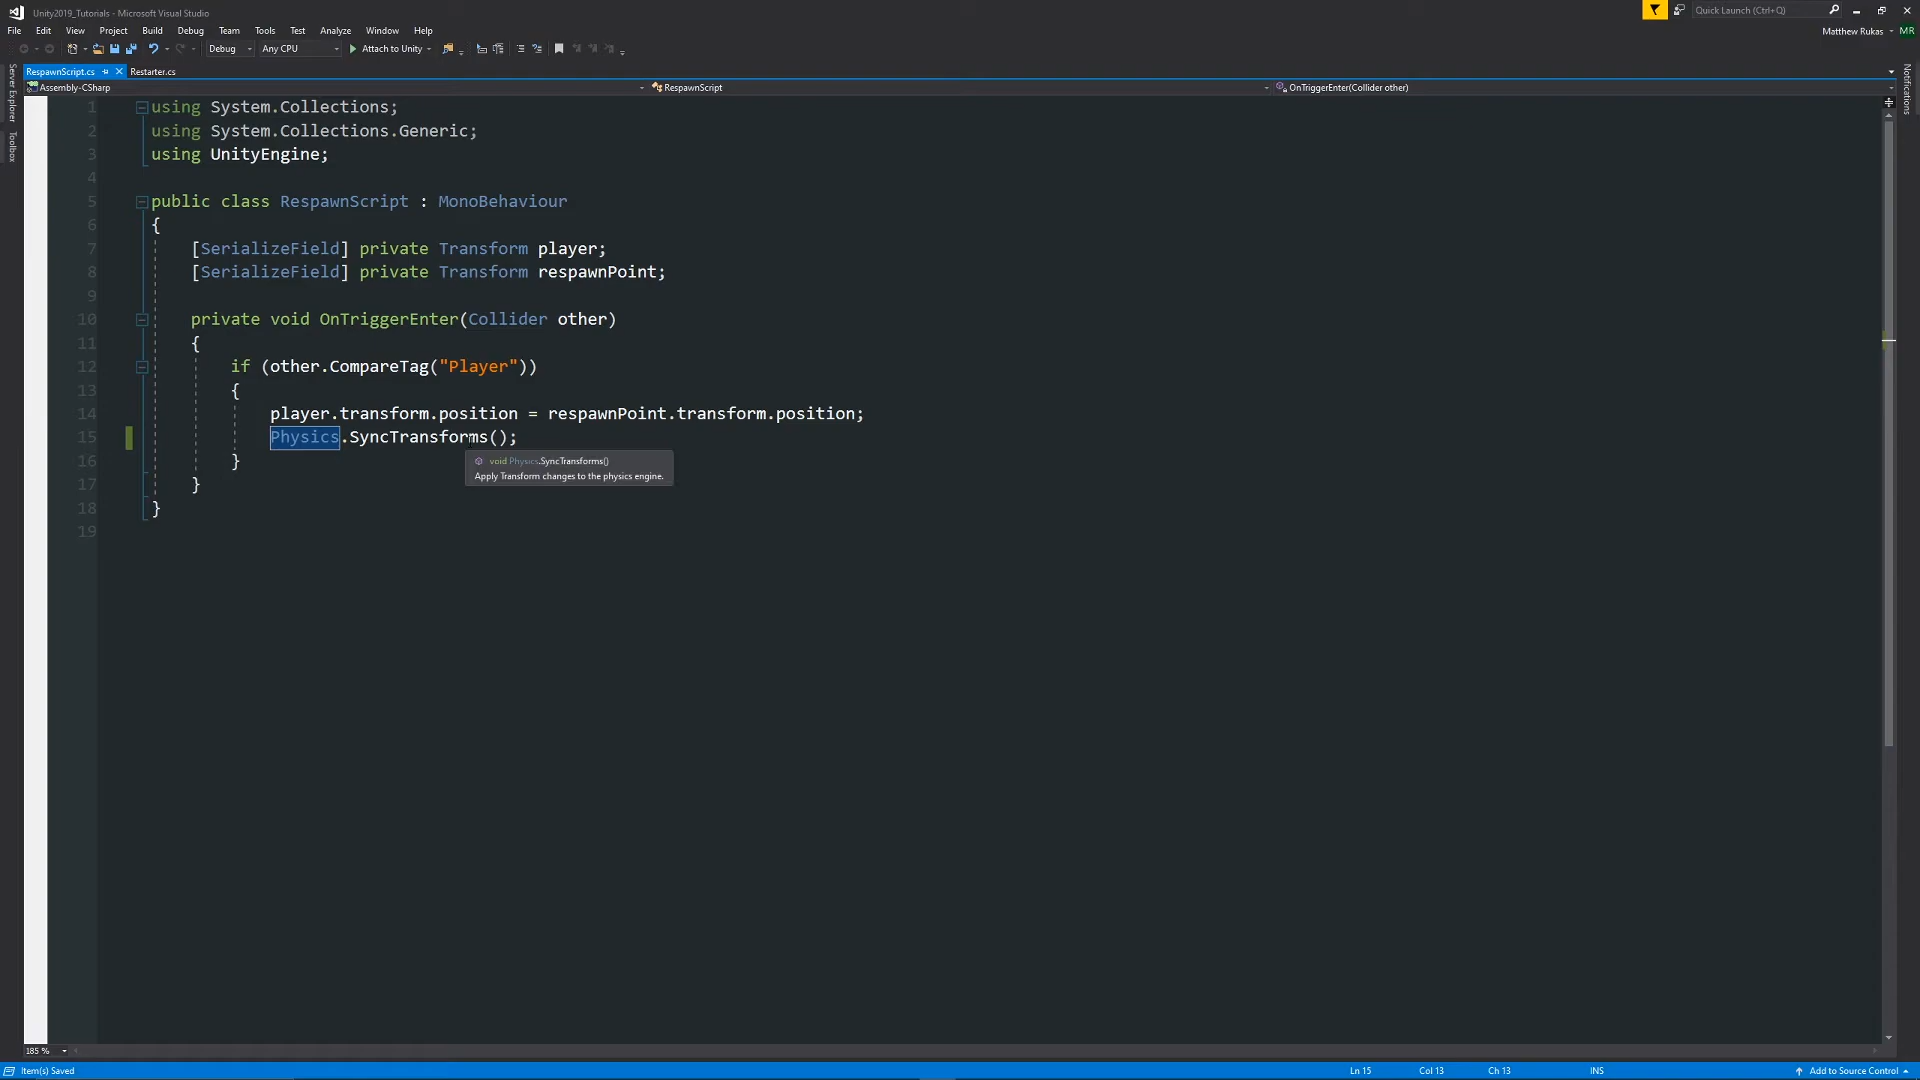 Unity2019_Tutorials - Microsoft Visual Studio
Quick Launch (Ctrl+Q)
File Edit View Project Build Debug Team Tools Test Analyze Window Help
Matthew Rukas MR
Debug Any CPU Attach to Unity
RespawnScript.cs Restarter.cs
Assembly-CSharp RespawnScript OnTriggerEnter(Collider other)
Server Explorer
Toolbox
Notifications
1 using System.Collections;
2 using System.Collections.Generic;
3 using UnityEngine;
4
5 public class RespawnScript : MonoBehaviour
6 {
7 [SerializeField] private Transform player;
8 [SerializeField] private Transform respawnPoint;
9
10 private void OnTriggerEnter(Collider other)
11 {
12 if (other.CompareTag("Player"))
13 {
14 player.transform.position = respawnPoint.transform.position;
15 Physics.SyncTransforms();
16 }
void Physics.SyncTransforms()
Apply Transform changes to the physics engine.
17 }
18 }
19
185 %
Item(s) Saved Ln 15 Col 13 Ch 13 INS Add to Source Control